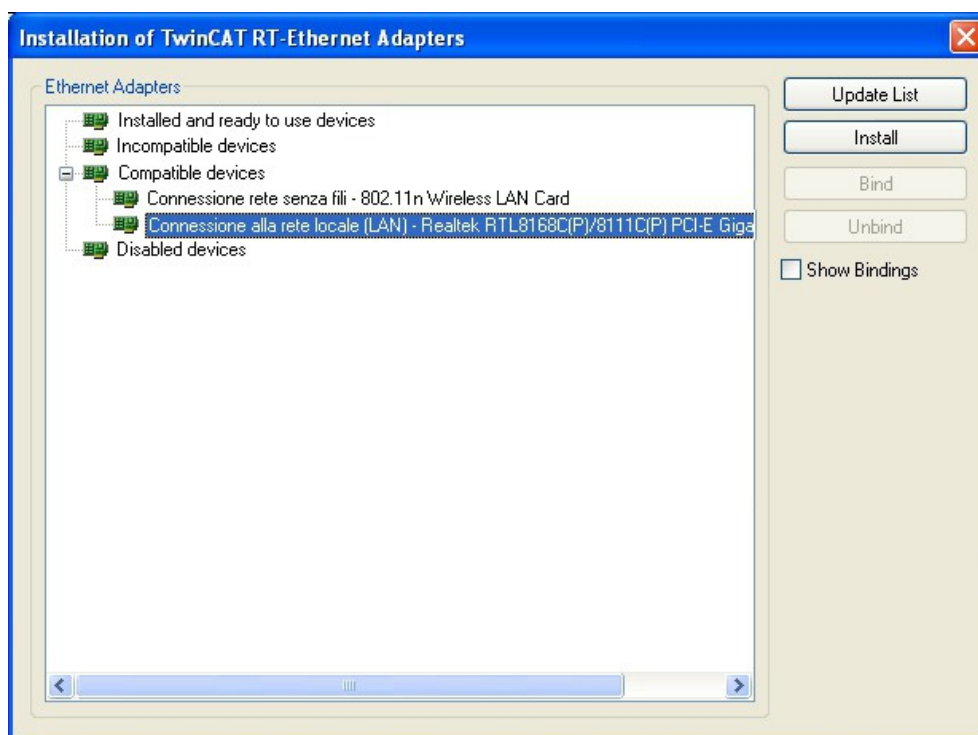 Installation of TwinCAT RT-Ethernet Adapters
Ethernet Adapters
Installed and ready to use devices
Incompatible devices
Compatible devices
Connessione rete senza fili - 802.11n Wireless LAN Card
Connessione alla rete locale (LAN) - Realtek RTL8168C(P)/8111C(P) PCI-E Giga
Disabled devices
Update List
Install
Bind
Unbind
Show Bindings